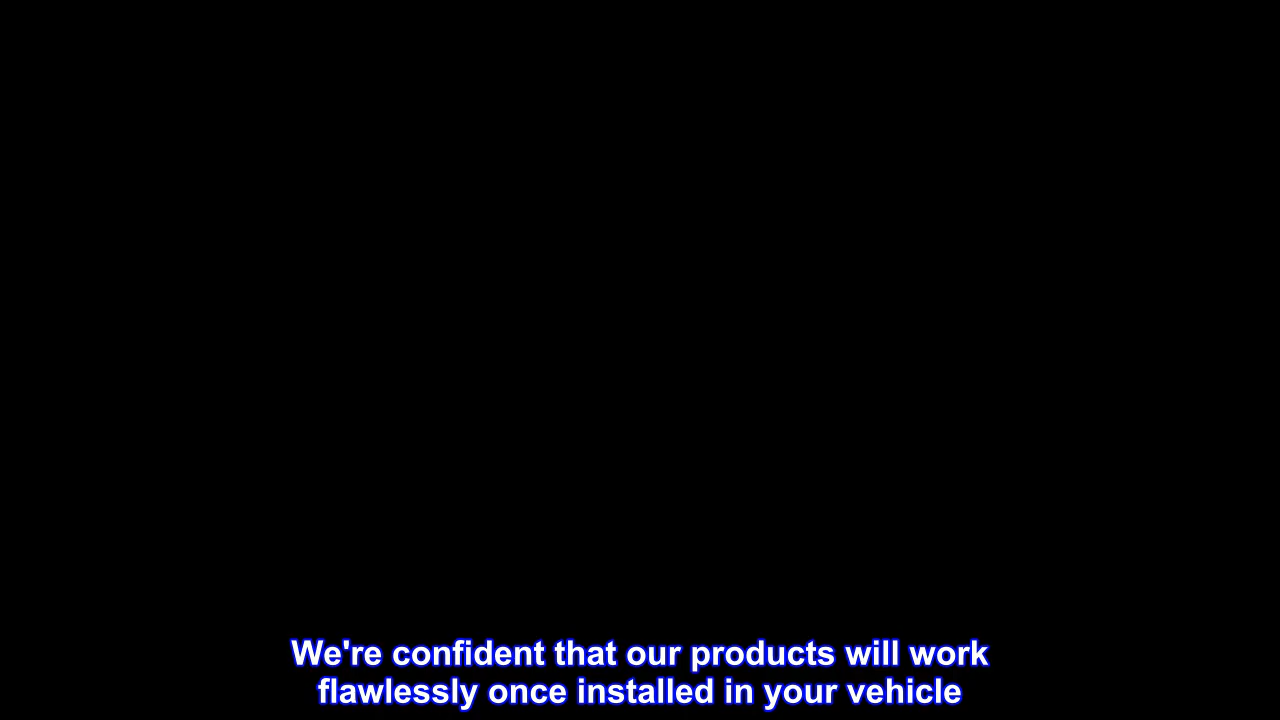 We're confident that our products will work
flawlessly once installed in your vehicle